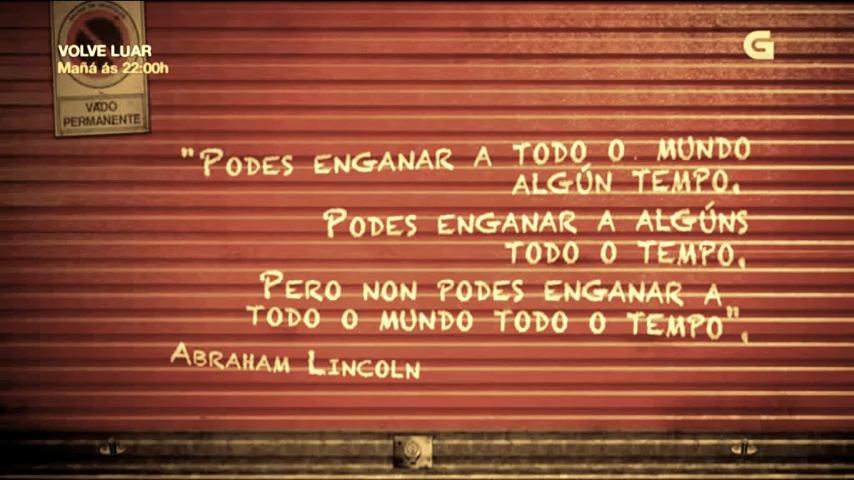 VOLVE LUAR
Mañá ás 22:00h
VADO
PERMANENTE
"PODES ENGANAR A TODO O MUNDO
ALGÚN TEMPO.
PODES ENGANAR A ALGÚNS
TODO O TEMPO.
PERO NON PODES ENGANAR A
TODO O MUNDO TODO O TEMPO".
ABRAHAM LINCOLN